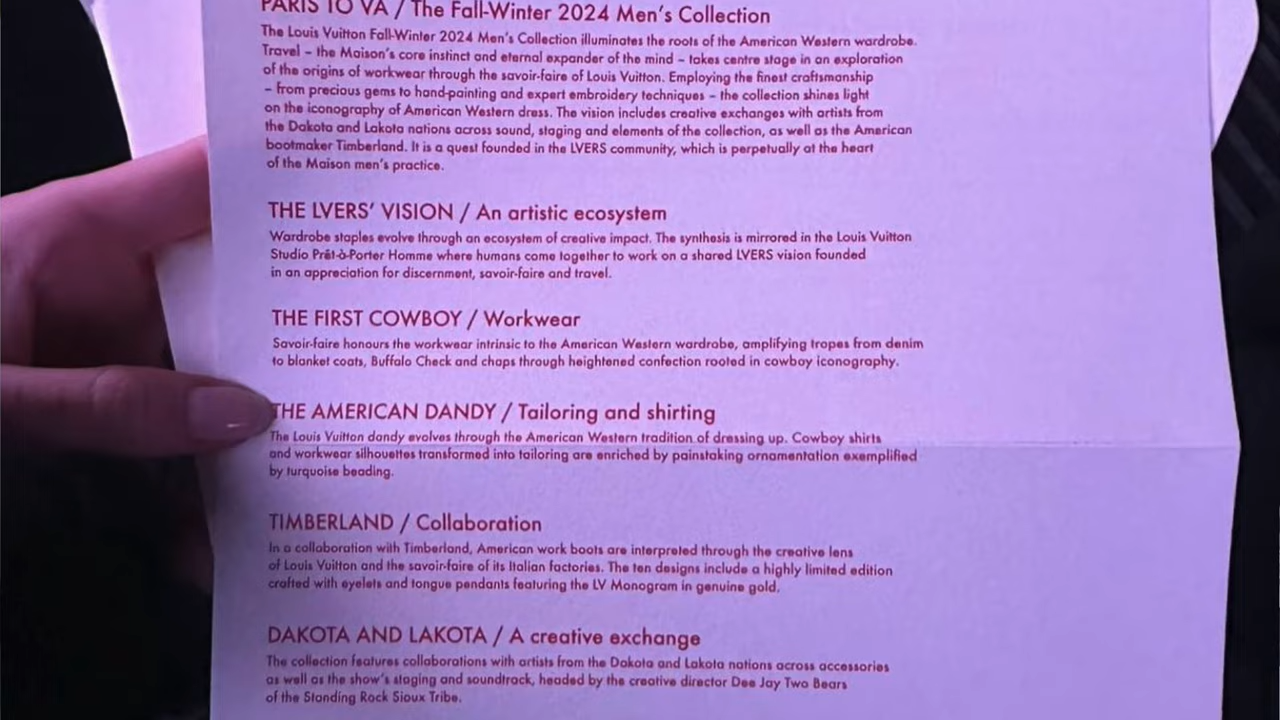 PARIS TO VA / The Fall-Winter 2024 Men's Collection
The Louis Vuitton Fall-Winter 2024 Men's Collection illuminates the roots of the American Western wardrobe.
Travel – the Maison's core instinct and eternal expander of the mind – takes centre stage in an exploration
of the origins of workwear through the savoir-faire of Louis Vuitton. Employing the finest craftsmanship
– from precious gems to hand-painting and expert embroidery techniques – the collection shines light
on the iconography of American Western dress. The vision includes creative exchanges with artists from
the Dakota and Lakota nations across sound, staging and elements of the collection, as well as the American
bootmaker Timberland. It is a quest founded in the LVERS community, which is perpetually at the heart
of the Maison men's practice.
THE LVERS' VISION / An artistic ecosystem
Wardrobe staples evolve through an ecosystem of creative impact. The synthesis is mirrored in the Louis Vuitton
Studio Prêt-à-Porter Homme where humans come together to work on a shared LVERS vision founded
in an appreciation for discernment, savoir-faire and travel.
THE FIRST COWBOY / Workwear
Savoir-faire honours the workwear intrinsic to the American Western wardrobe, amplifying tropes from denim
to blanket coats, Buffalo Check and chaps through heightened confection rooted in cowboy iconography.
THE AMERICAN DANDY / Tailoring and shirting
The Louis Vuitton dandy evolves through the American Western tradition of dressing up. Cowboy shirts
and workwear silhouettes transformed into tailoring are enriched by painstaking ornamentation exemplified
by turquoise beading.
TIMBERLAND / Collaboration
In a collaboration with Timberland, American work boots are interpreted through the creative lens
of Louis Vuitton and the savoir-faire of its Italian factories. The ten designs include a highly limited edition
crafted with eyelets and tongue pendants featuring the LV Monogram in genuine gold.
DAKOTA AND LAKOTA / A creative exchange
The collection features collaborations with artists from the Dakota and Lakota nations across accessories
as well as the show's staging and soundtrack, headed by the creative director Dee Jay Two Bears
of the Standing Rock Sioux Tribe.